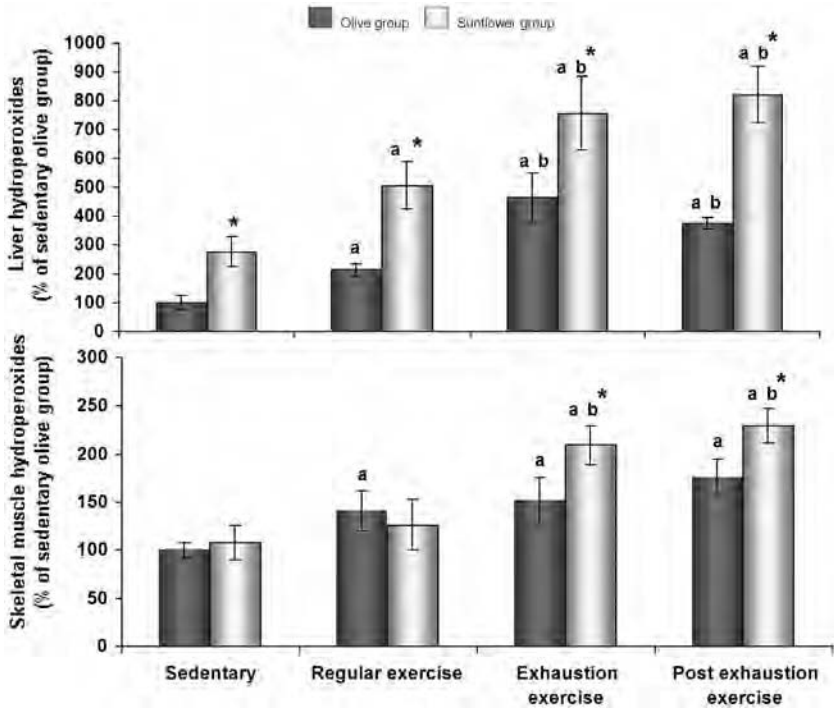 Olive group Sunflower group
Liver hydroperoxides
(% of sedentary olive group)
1000
900
800
700
600
500
400
300
200
100
0
*
a
a *
a b
a b*
a b
a b*
Skeletal muscle hydroperoxides
(% of sedentary olive group)
300
250
200
150
100
50
0
a
a
a b*
a
a b*
Sedentary Regular exercise Exhaustion exercise Post exhaustion exercise